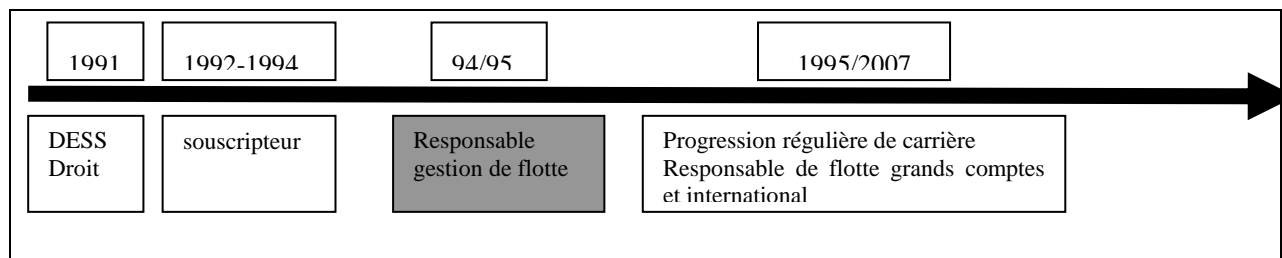 1991
1992-1994
94/95
1995/2007
DESS
Droit
souscripteur
Responsable
gestion de flotte
Progression régulière de carrière
Responsable de flotte grands comptes
et international